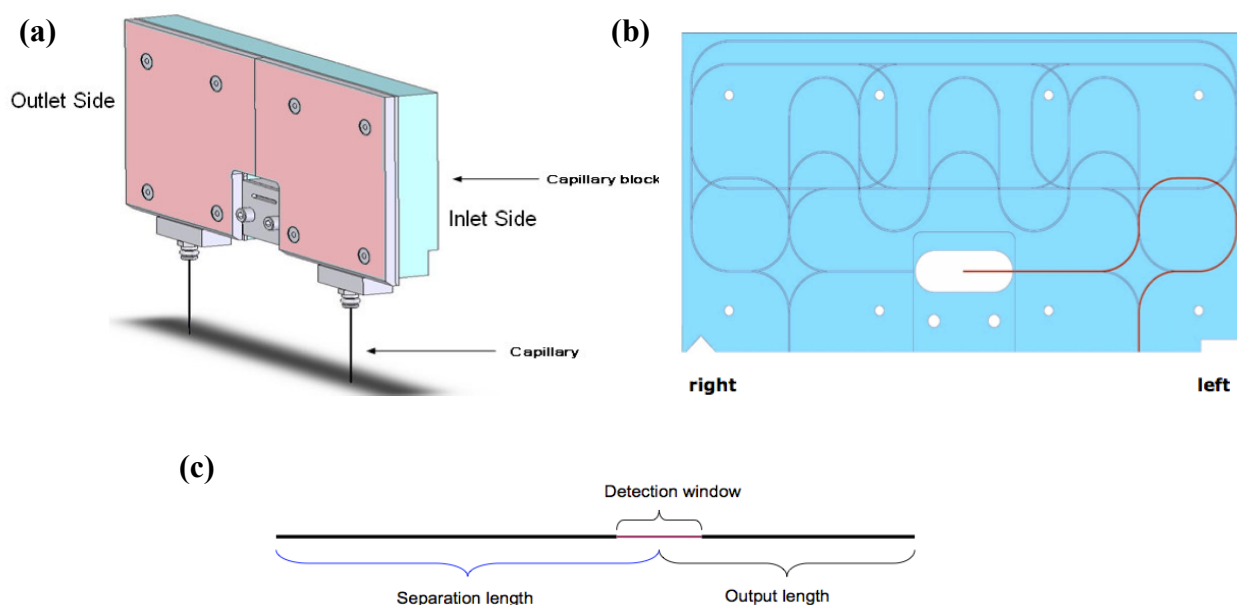 (a)
Outlet Side
Capillary block
Inlet Side
Capillary
(b)
right
left
(c)
Detection window
Separation length
Output length